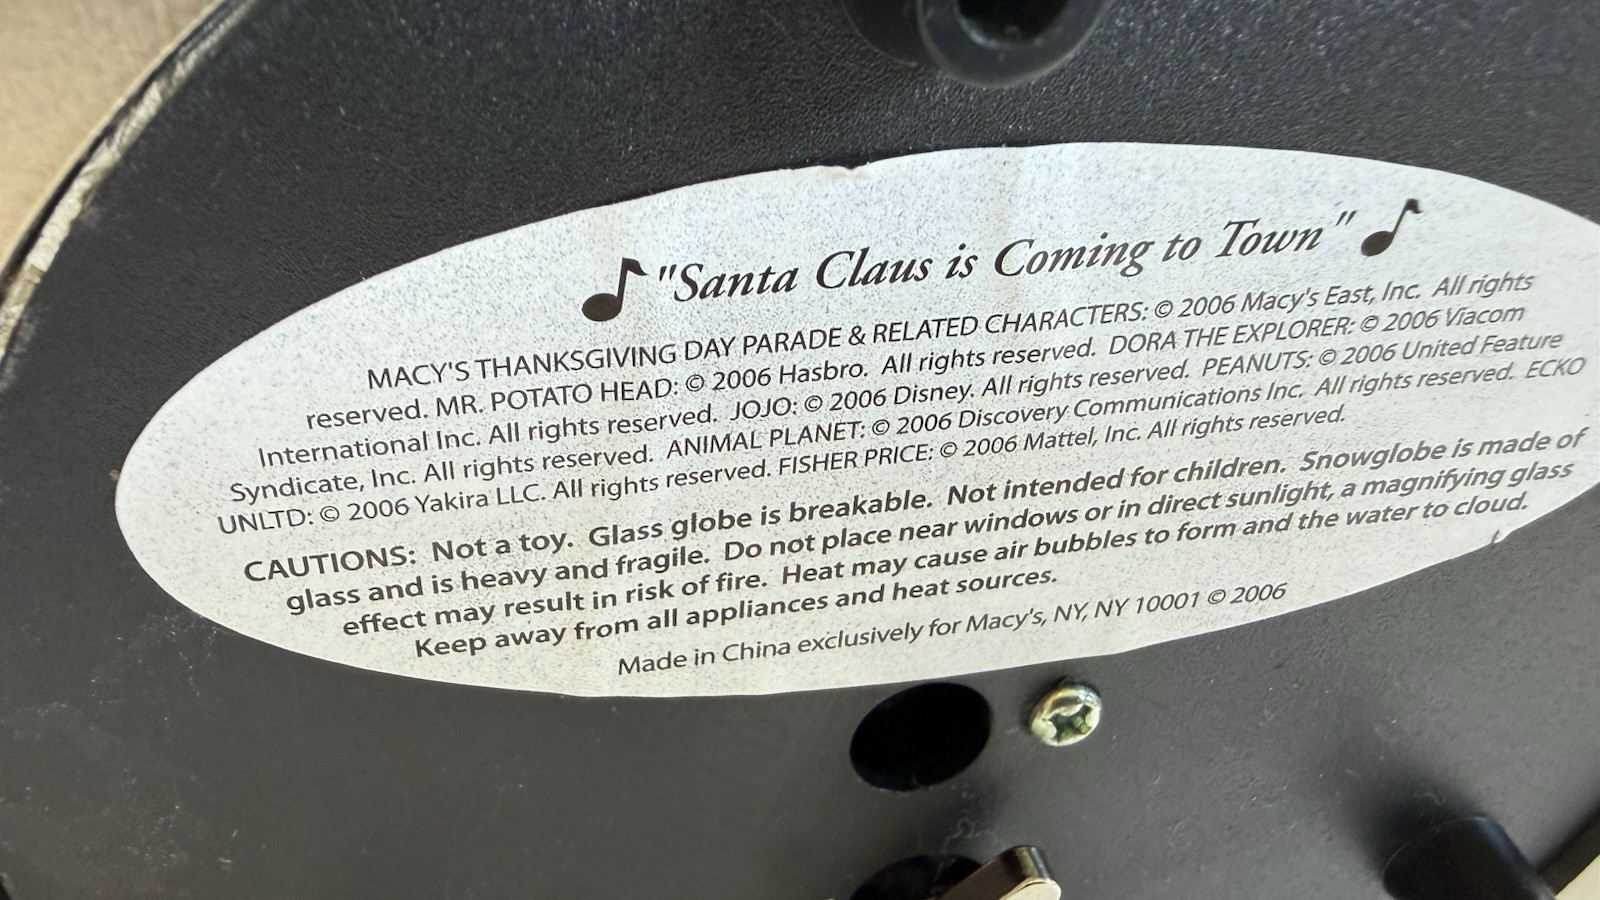 "Santa Claus is Coming to Town"
MACY'S THANKSGIVING DAY PARADE & RELATED CHARACTERS: © 2006 Macy's East, Inc. All rights
reserved. MR. POTATO HEAD: © 2006 Hasbro. All rights reserved. DORA THE EXPLORER: © 2006 Viacom
International Inc. All rights reserved. JOJO: © 2006 Disney. All rights reserved. PEANUTS: © 2006 United Feature
Syndicate, Inc. All rights reserved. ANIMAL PLANET: © 2006 Discovery Communications Inc. All rights reserved. ECKO
UNLTD: © 2006 Yakira LLC. All rights reserved. FISHER PRICE: © 2006 Mattel, Inc. All rights reserved.
CAUTIONS: Not a toy. Glass globe is breakable. Not intended for children. Snowglobe is made of
glass and is heavy and fragile. Do not place near windows or in direct sunlight, a magnifying glass
effect may result in risk of fire. Heat may cause air bubbles to form and the water to cloud.
Keep away from all appliances and heat sources.
Made in China exclusively for Macy's, NY, NY 10001 © 2006